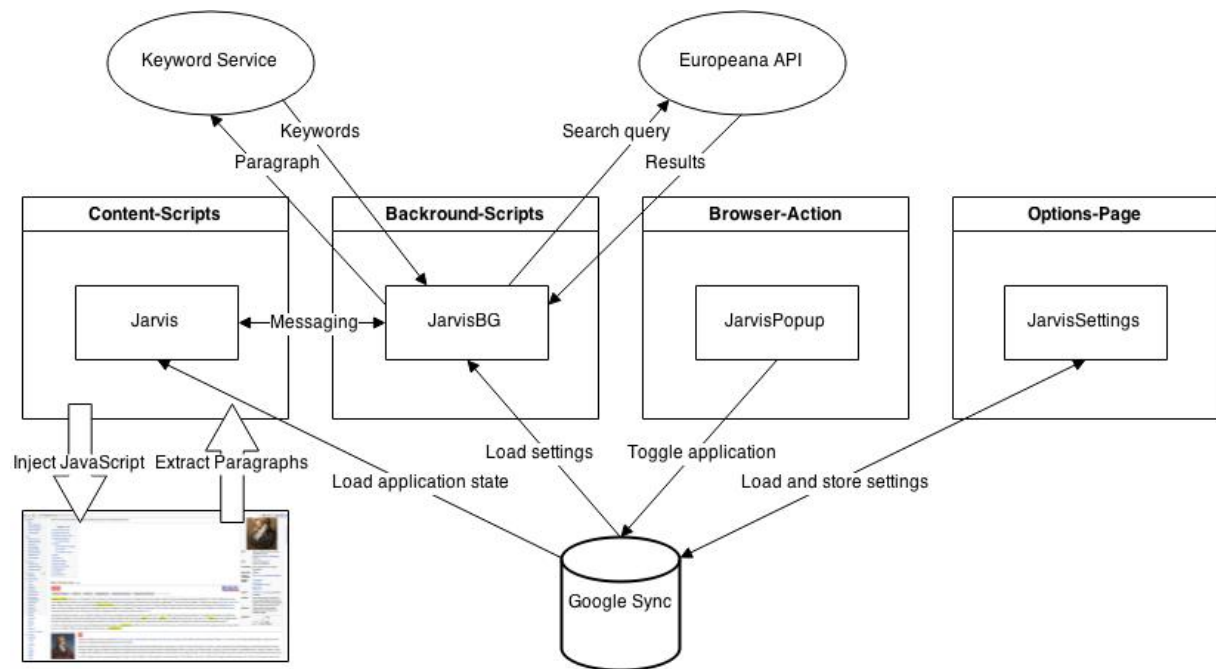 Keyword Service
Europeana API
Keywords
Search query
Paragraph
Results
Content-Scripts
Backround-Scripts
Browser-Action
Options-Page
Jarvis
Messaging
JarvisBG
JarvisPopup
JarvisSettings
Inject JavaScript
Extract Paragraphs
Load settings
Toggle application
Load application state
Load and store settings
Google Sync